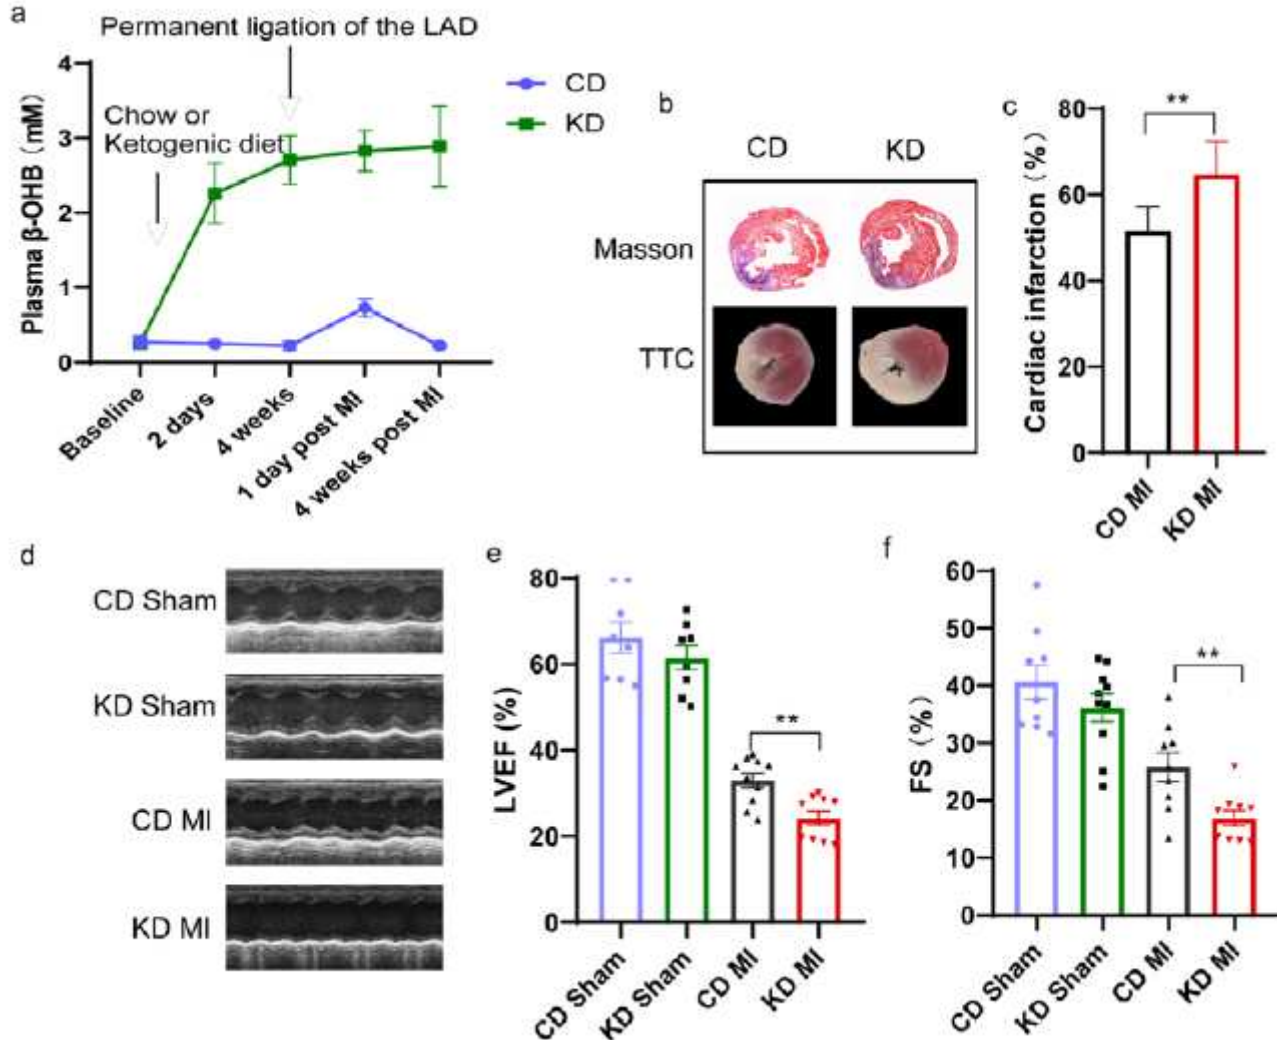 a
Permanent ligation of the LAD
Plasma β-OHB (mM)
4
3
2
1
0
Chow or
Ketogenic diet
CD
KD
Baseline
2 days
4 weeks
1 day post MI
4 weeks post MI
b
CD
KD
Masson
TTC
c
Cardiac infarction (%)
80
60
40
20
0
**
CD MI
KD MI
d
CD Sham
KD Sham
CD MI
KD MI
e
LVEF (%)
80
60
40
20
0
**
CD Sham
KD Sham
CD MI
KD MI
f
FS (%)
60
50
40
30
20
10
0
**
CD Sham
KD Sham
CD MI
KD MI